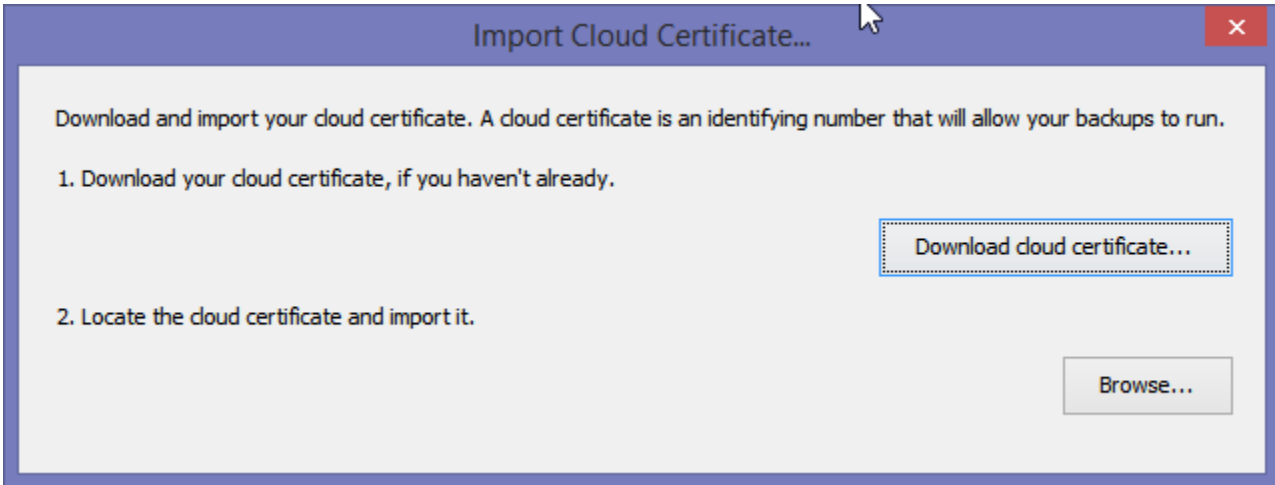 Import Cloud Certificate...
Download and import your cloud certificate. A cloud certificate is an identifying number that will allow your backups to run.
1. Download your cloud certificate, if you haven't already.
Download cloud certificate...
2. Locate the cloud certificate and import it.
Browse...